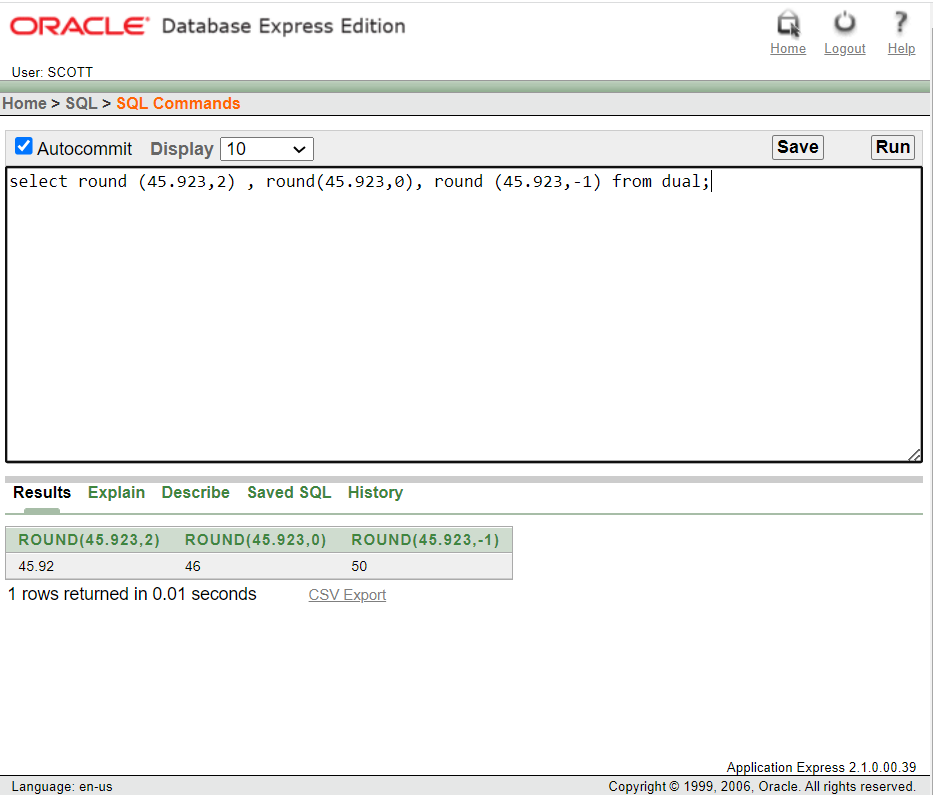 ORACLE® Database Express Edition
Home Logout Help
User: SCOTT
Home > SQL > SQL Commands
Autocommit Display 10 Save Run
select round (45.923,2) , round(45.923,0), round (45.923,-1) from dual;
Results Explain Describe Saved SQL History
ROUND(45.923,2) ROUND(45.923,0) ROUND(45.923,-1)
45.92 46 50
1 rows returned in 0.01 seconds CSV Export
Application Express 2.1.0.00.39
Language: en-us Copyright © 1999, 2006, Oracle. All rights reserved.